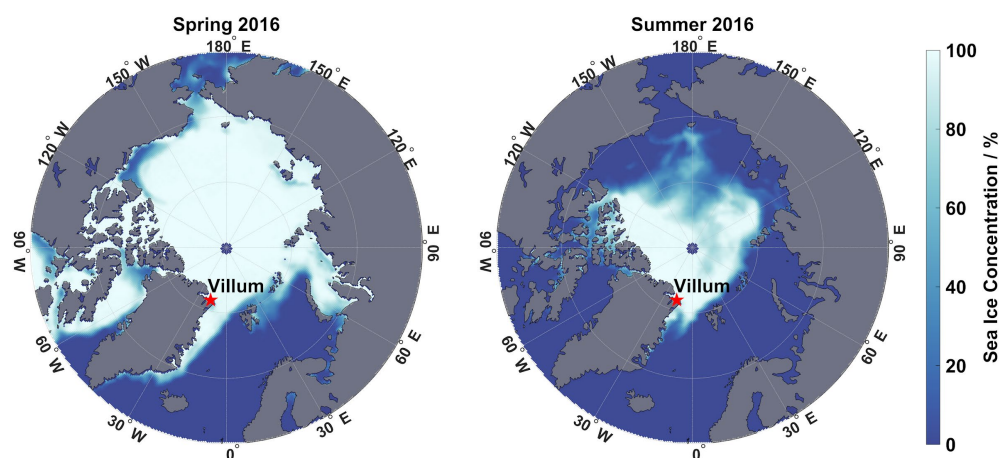 Spring 2016
180° E
150° W
150° E
120° W
120° E
90° W
90° E
Villum
60° W
60° E
30° W
30° E
0°
Summer 2016
180° E
150° W
150° E
120° W
120° E
90° W
90° E
Villum
60° W
60° E
30° W
30° E
0°
100
80
60
40
20
0
Sea Ice Concentration / %